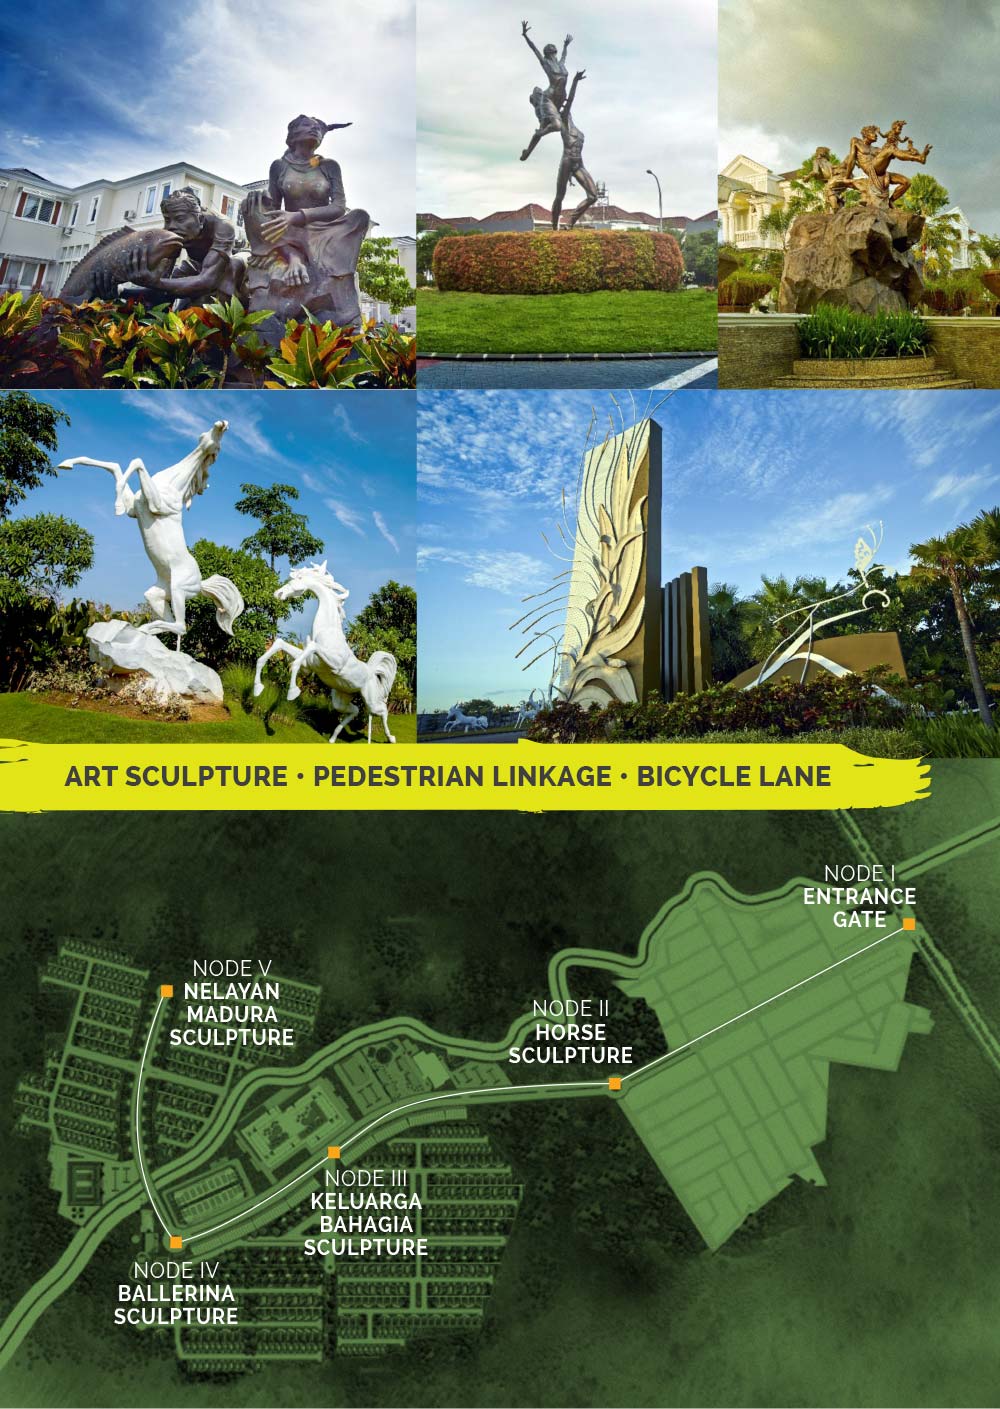 ART SCULPTURE • PEDESTRIAN LINKAGE • BICYCLE LANE
NODE I
ENTRANCE
GATE
NODE V
NELAYAN
MADURA
SCULPTURE
NODE II
HORSE
SCULPTURE
NODE III
KELUARGA
BAHAGIA
SCULPTURE
NODE IV
BALLERINA
SCULPTURE